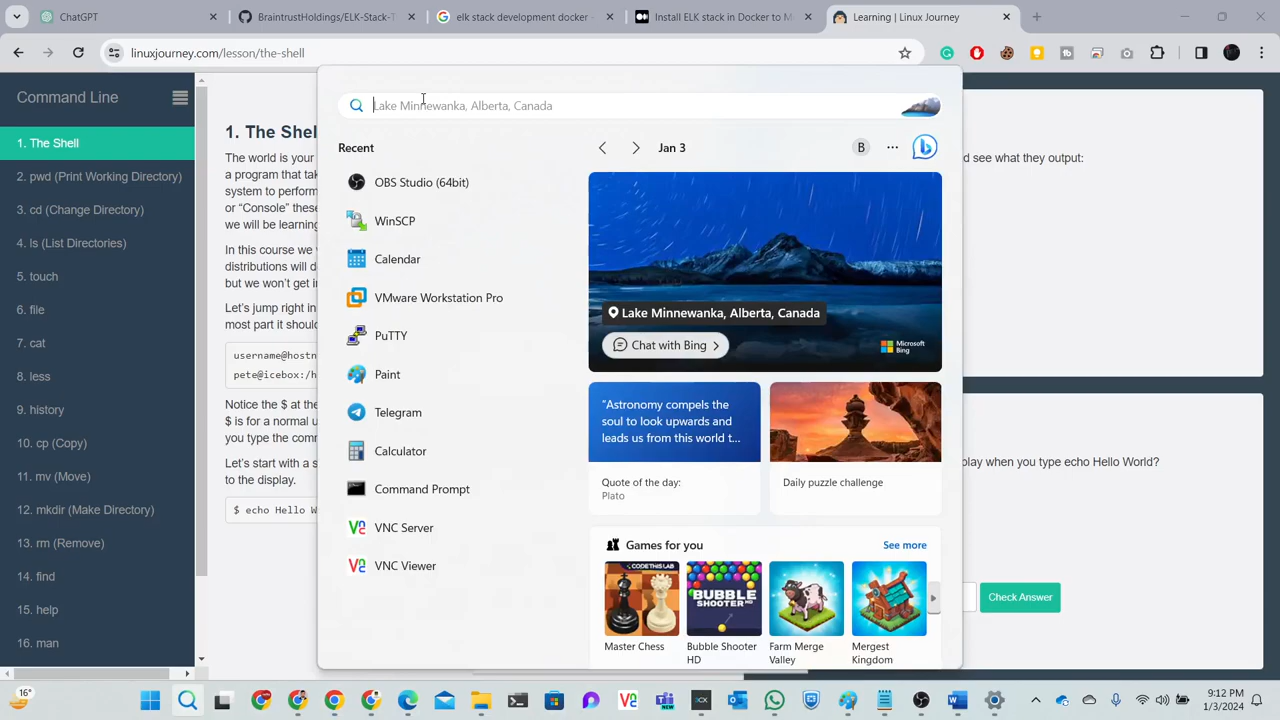 ChatGPT
BraintrustHoldings/ELK-Stack-T
elk stack development docker -
Install ELK stack in Docker to M
Learning | Linux Journey
linuxjourney.com/lesson/the-shell
Command Line
1. The Shell
2. pwd (Print Working Directory)
3. cd (Change Directory)
4. ls (List Directories)
5. touch
6. file
7. cat
8. less
9. history
10. cp (Copy)
11. mv (Move)
12. mkdir (Make Directory)
13. rm (Remove)
14. find
15. help
16. man
1. The Shel
The world is your
a program that tak
system to perform
or “Console” these
we will be learning
In this course we w
distributions will d
but we won’t get in
Let’s jump right in
most part it should
username@hostn
pete@icebox:/h
Notice the $ at the
$ is for a normal u
you type the comm
Let’s start with a s
to the display.
$ echo Hello W
Lake Minnewanka, Alberta, Canada
Recent
OBS Studio (64bit)
WinSCP
Calendar
VMware Workstation Pro
PuTTY
Paint
Telegram
Calculator
Command Prompt
VNC Server
VNC Viewer
Jan 3
B
Lake Minnewanka, Alberta, Canada
Chat with Bing
Microsoft
Bing
“Astronomy compels the
soul to look upwards and
leads us from this world t...
Quote of the day:
Plato
Daily puzzle challenge
Games for you
See more
CODE THIS LAB
BUBBLE
SHOOTER HD
Master Chess
Bubble Shooter
HD
Farm Merge
Valley
Mergest
Kingdom
d see what they output:
play when you type echo Hello World?
Check Answer
16°
9:12 PM
1/3/2024